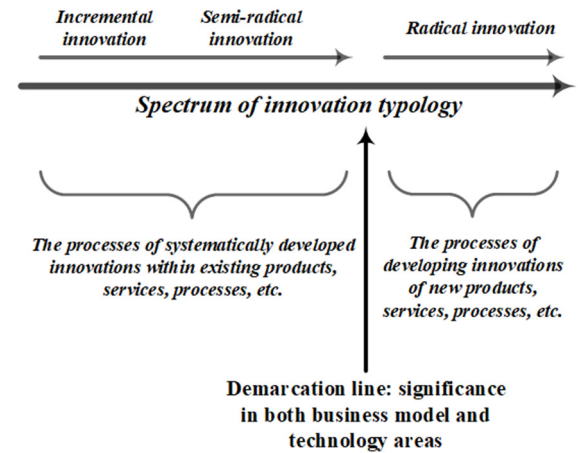 Incremental
innovation
Semi-radical
innovation
Radical innovation
Spectrum of innovation typology
The processes of systematically developed
innovations within existing products,
services, processes, etc.
The processes of
developing innovations
of new products,
services, processes, etc.
Demarcation line: significance
in both business model and
technology areas